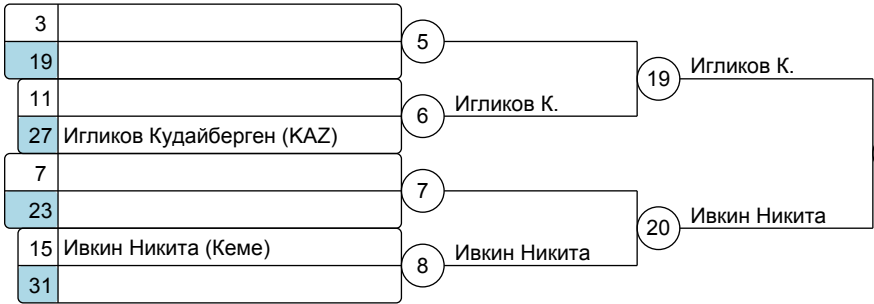 3
5
19
19 Игликов К.
11
6 Игликов К.
27 Игликов Кудайберген (KAZ)
7
7
23
20 Ивкин Никита
15 Ивкин Никита (Кеме)
8 Ивкин Никита
31